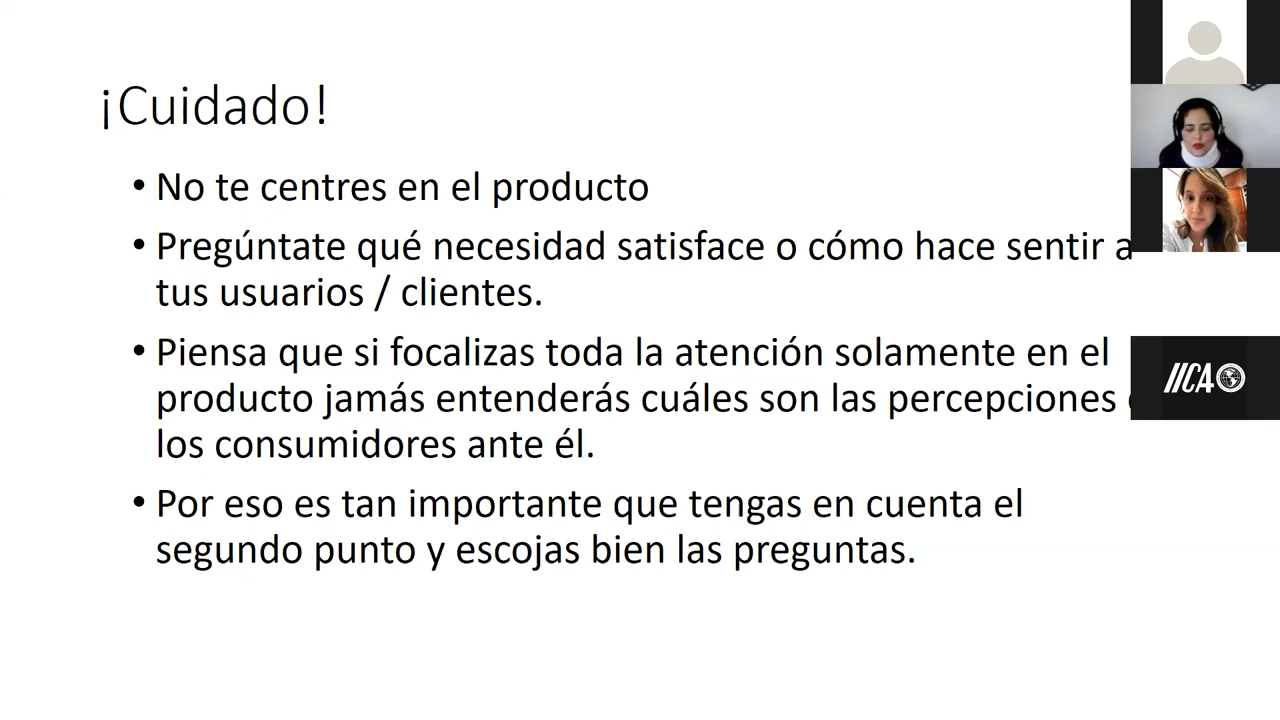 ¡Cuidado!
• No te centres en el producto
• Pregúntate qué necesidad satisface o cómo hace sentir a
tus usuarios / clientes.
• Piensa que si focalizas toda la atención solamente en el
producto jamás entenderás cuáles son las percepciones
los consumidores ante él.
• Por eso es tan importante que tengas en cuenta el
segundo punto y escojas bien las preguntas.
IICA